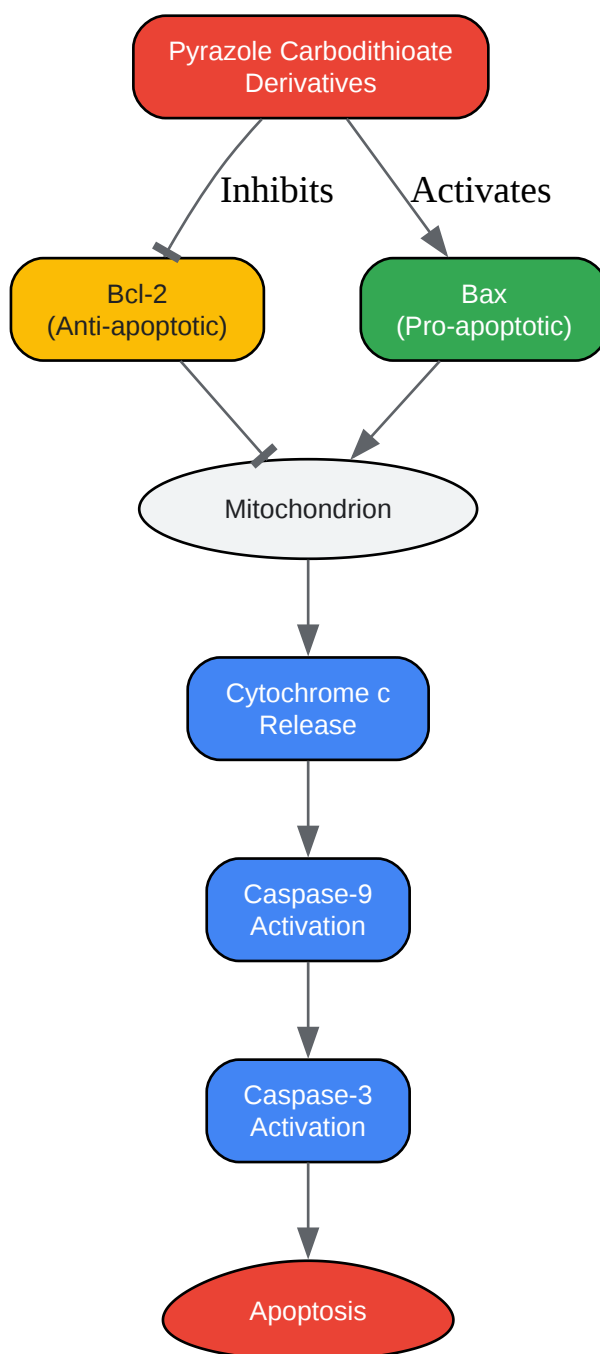 Pyrazole Carbodithioate
Derivatives
Inhibits
Activates
Bcl-2
(Anti-apoptotic)
Bax
(Pro-apoptotic)
Mitochondrion
Cytochrome c
Release
Caspase-9
Activation
Caspase-3
Activation
Apoptosis